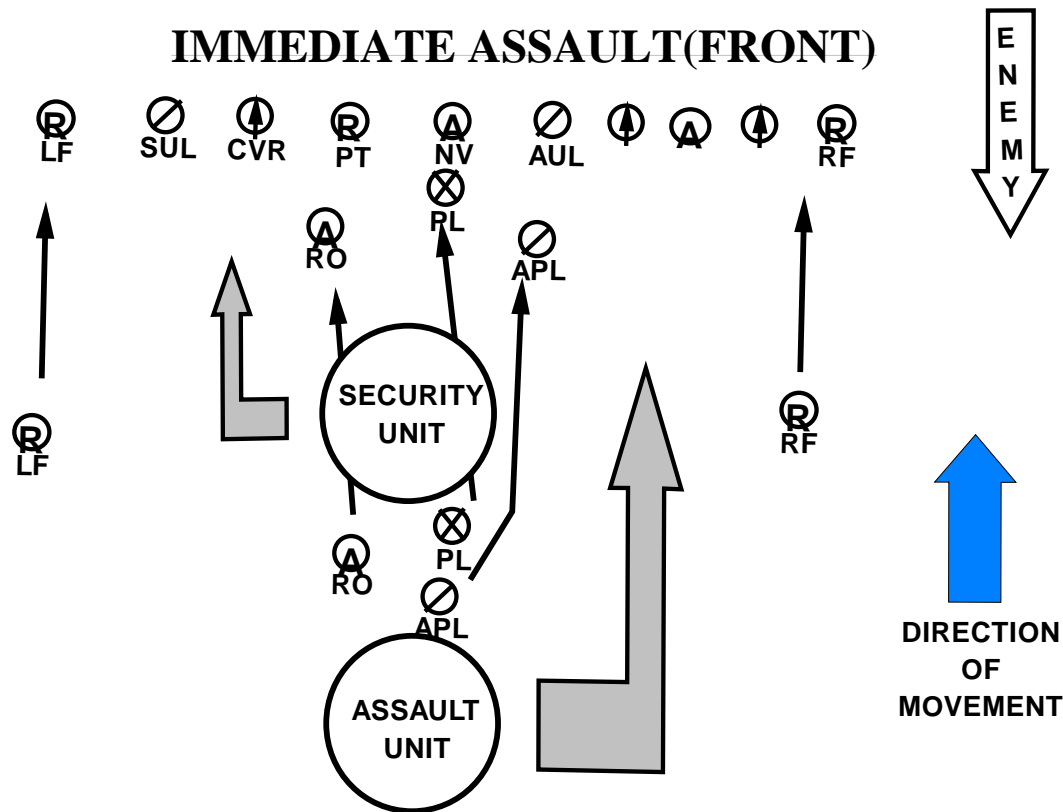 IMMEDIATE ASSAULT(FRONT)
ENEMY
R R A A R
LF SUL CVR PT NV AUL RF
PL
A
RO APL
SECURITY
UNIT
R
LF
R
RF
PL
A
RO
APL
ASSAULT
UNIT
DIRECTION
OF
MOVEMENT